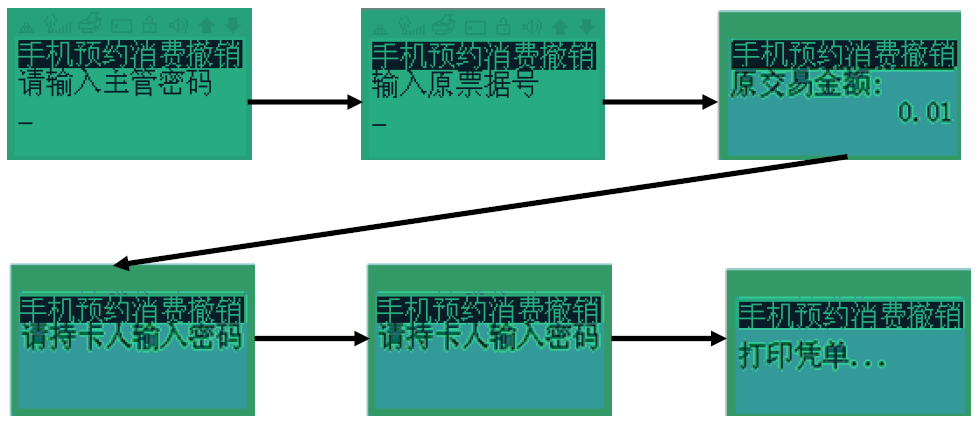 手机预约消费撤销
请输入主管密码
_
手机预约消费撤销
输入原票据号
_
手机预约消费撤销
原交易金额:
0.01
手机预约消费撤销
请持卡人输入密码
手机预约消费撤销
请持卡人输入密码
手机预约消费撤销
打印凭单...